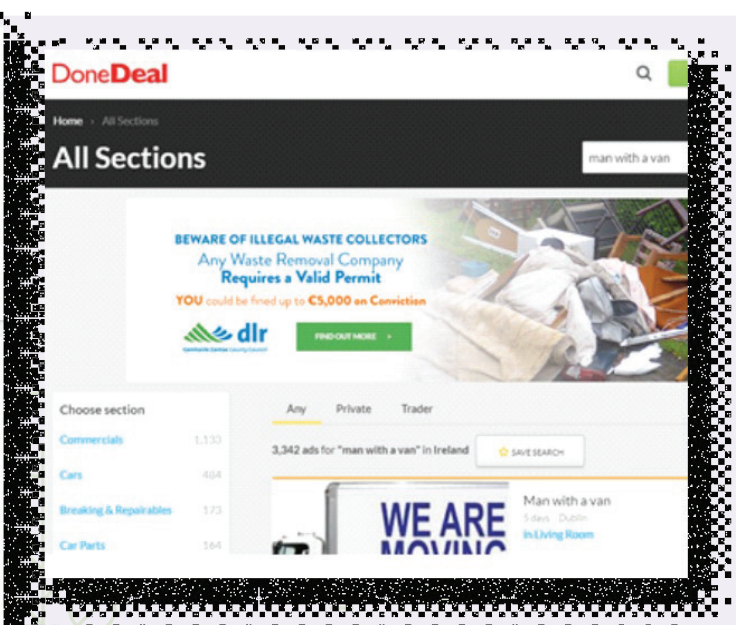 DoneDeal
Home › All Sections
All Sections
man with a van
BEWARE OF ILLEGAL WASTE COLLECTORS
Any Waste Removal Company
Requires a Valid Permit
YOU could be fined up to €5,000 on Conviction
dlr
FIND OUT MORE ›
Choose section
Commercials 1,133
Cars 484
Breaking & Repairables 173
Car Parts 164
Any Private Trader
3,342 ads for "man with a van" in Ireland
SAVE SEARCH
WE ARE
MOVING
Man with a van
5 days Dublin
in Living Room